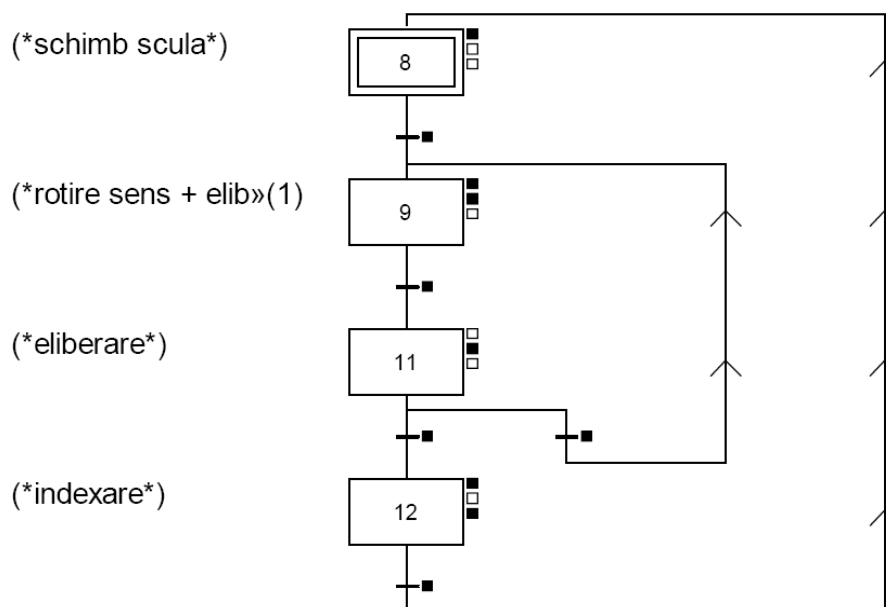 (*schimb scula*)
8
(*rotire sens + elib»(1)
9
(*eliberare*)
11
(*indexare*)
12